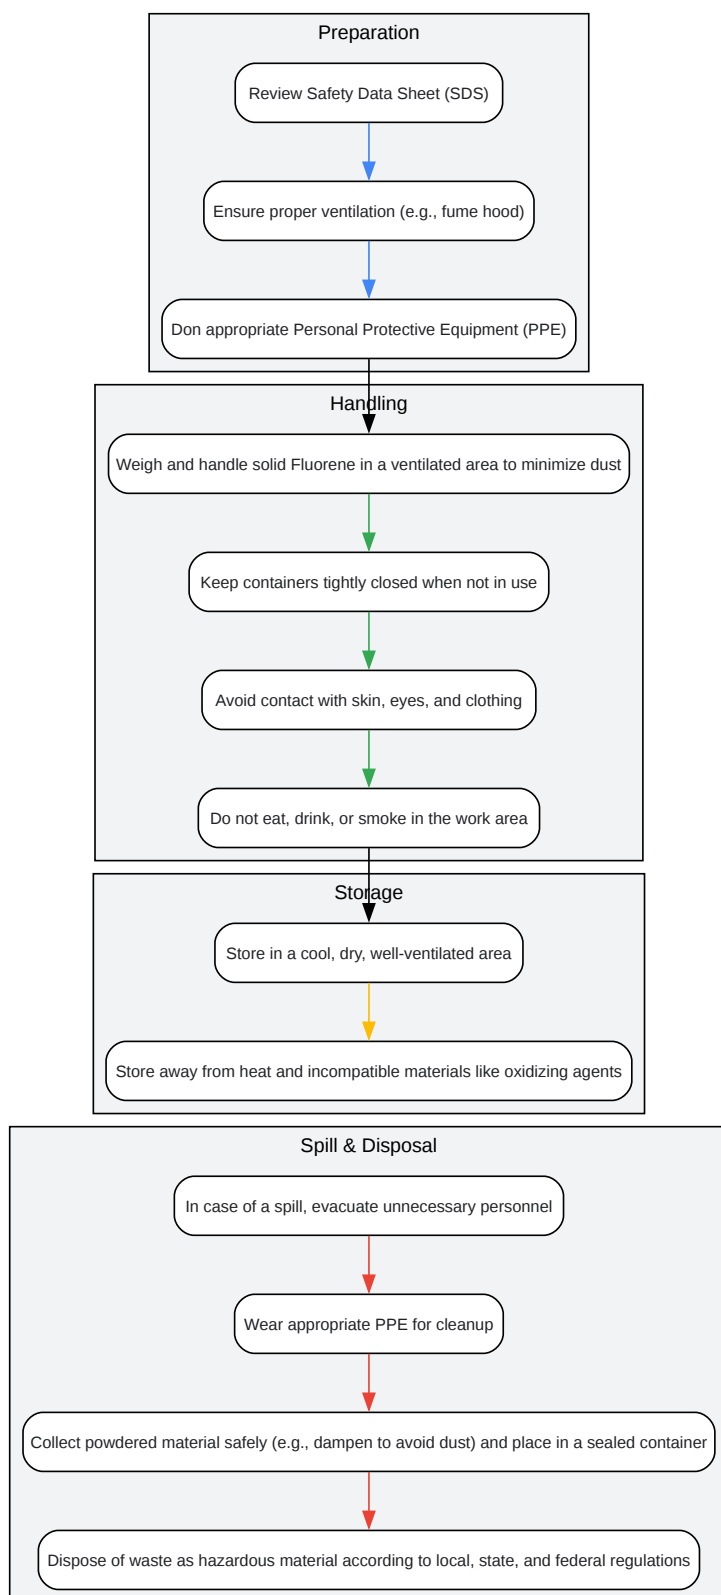 Preparation
Review Safety Data Sheet (SDS)
Ensure proper ventilation (e.g., fume hood)
Don appropriate Personal Protective Equipment (PPE)
Handling
Weigh and handle solid Fluorene in a ventilated area to minimize dust
Keep containers tightly closed when not in use
Avoid contact with skin, eyes, and clothing
Do not eat, drink, or smoke in the work area
Storage
Store in a cool, dry, well-ventilated area
Store away from heat and incompatible materials like oxidizing agents
Spill & Disposal
In case of a spill, evacuate unnecessary personnel
Wear appropriate PPE for cleanup
Collect powdered material safely (e.g., dampen to avoid dust) and place in a sealed container
Dispose of waste as hazardous material according to local, state, and federal regulations